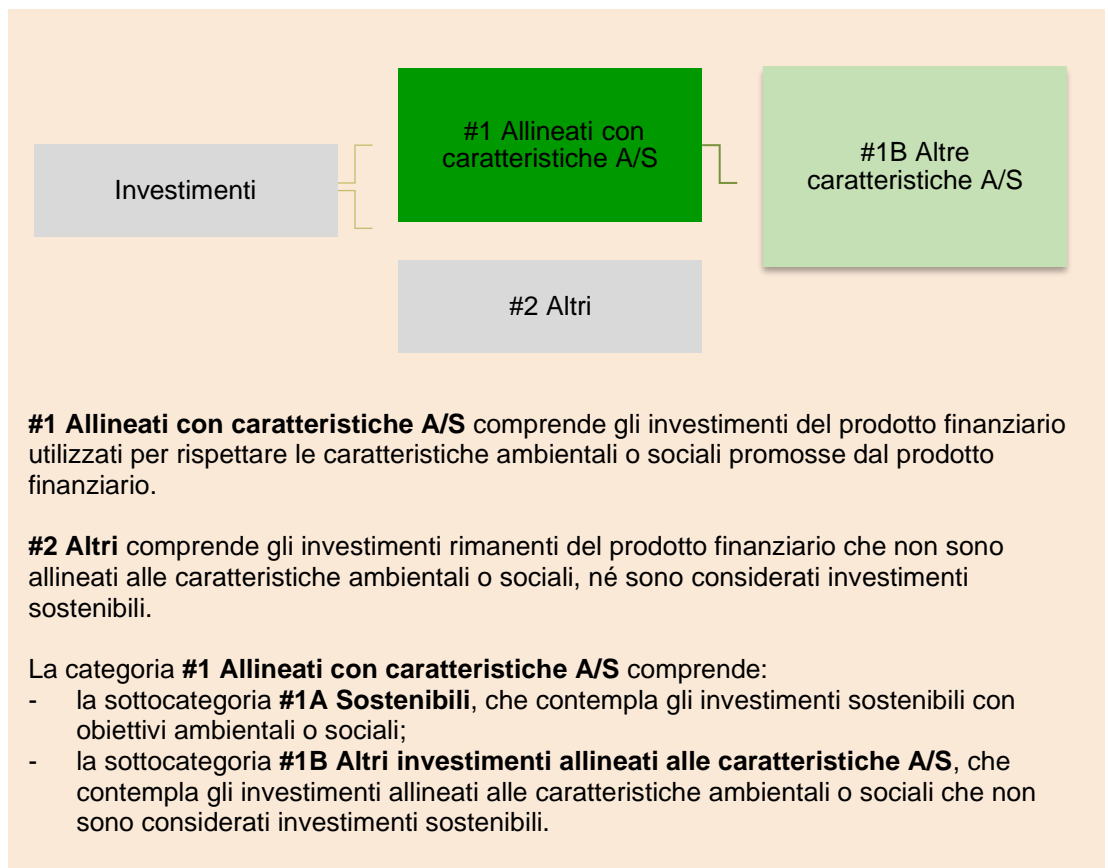 Investimenti
#1 Allineati con
caratteristiche A/S
#1B Altre
caratteristiche A/S
#2 Altri
#1 Allineati con caratteristiche A/S comprende gli investimenti del prodotto finanziario
utilizzati per rispettare le caratteristiche ambientali o sociali promosse dal prodotto
finanziario.
#2 Altri comprende gli investimenti rimanenti del prodotto finanziario che non sono
allineati alle caratteristiche ambientali o sociali, né sono considerati investimenti
sostenibili.
La categoria #1 Allineati con caratteristiche A/S comprende:
- la sottocategoria #1A Sostenibili, che contempla gli investimenti sostenibili con
obiettivi ambientali o sociali;
- la sottocategoria #1B Altri investimenti allineati alle caratteristiche A/S, che
contempla gli investimenti allineati alle caratteristiche ambientali o sociali che non
sono considerati investimenti sostenibili.